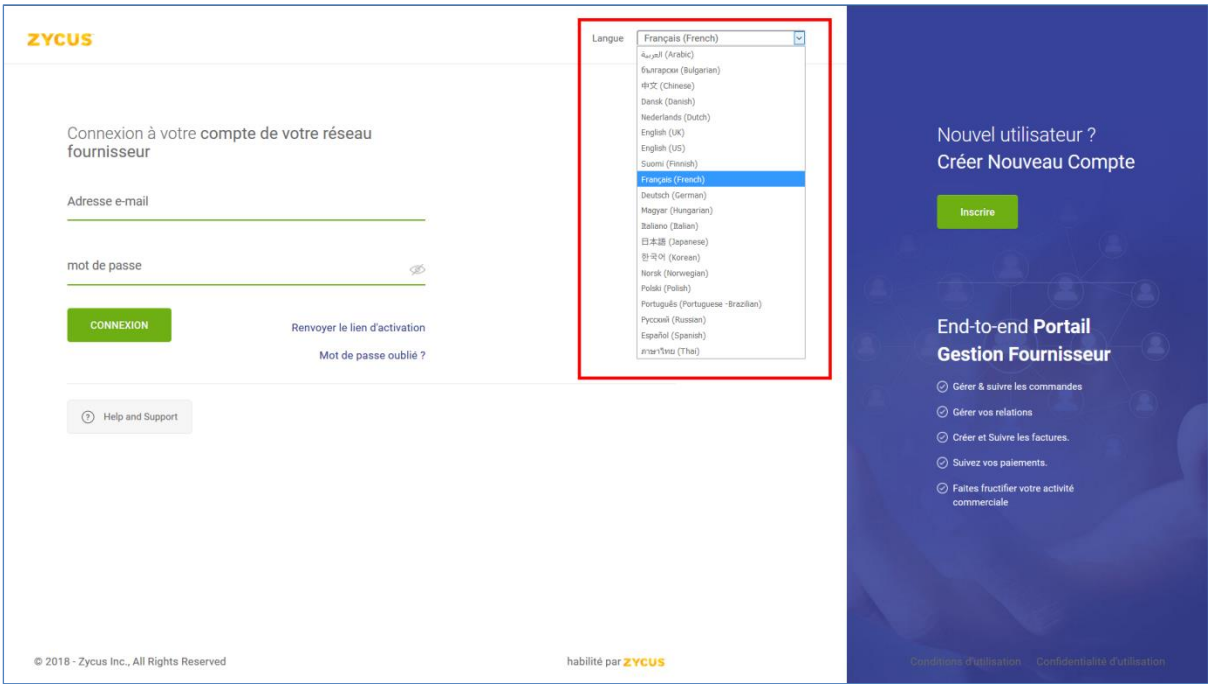 ZYCUS
Langue
Français (French)
العربية (Arabic)
български (Bulgarian)
中文 (Chinese)
Dansk (Danish)
Nederlands (Dutch)
English (UK)
English (US)
Suomi (Finnish)
Français (French)
Deutsch (German)
Magyar (Hungarian)
Italiano (Italian)
日本語 (Japanese)
한국어 (Korean)
Norsk (Norwegian)
Polski (Polish)
Português (Portuguese -Brazilian)
Русский (Russian)
Español (Spanish)
ภาษาไทย (Thai)
Connexion à votre compte de votre réseau
fournisseur
Adresse e-mail
mot de passe
CONNEXION
Renvoyer le lien d'activation
Mot de passe oublié ?
Help and Support
Nouvel utilisateur ?
Créer Nouveau Compte
Inscrire
End-to-end Portail
Gestion Fournisseur
Gérer & suivre les commandes
Gérer vos relations
Créer et Suivre les factures.
Suivez vos paiements.
Faites fructifier votre activité
commerciale
© 2018 - Zycus Inc., All Rights Reserved
habilité par ZYCUS
Conditions d'utilisation Confidentialité d'utilisation